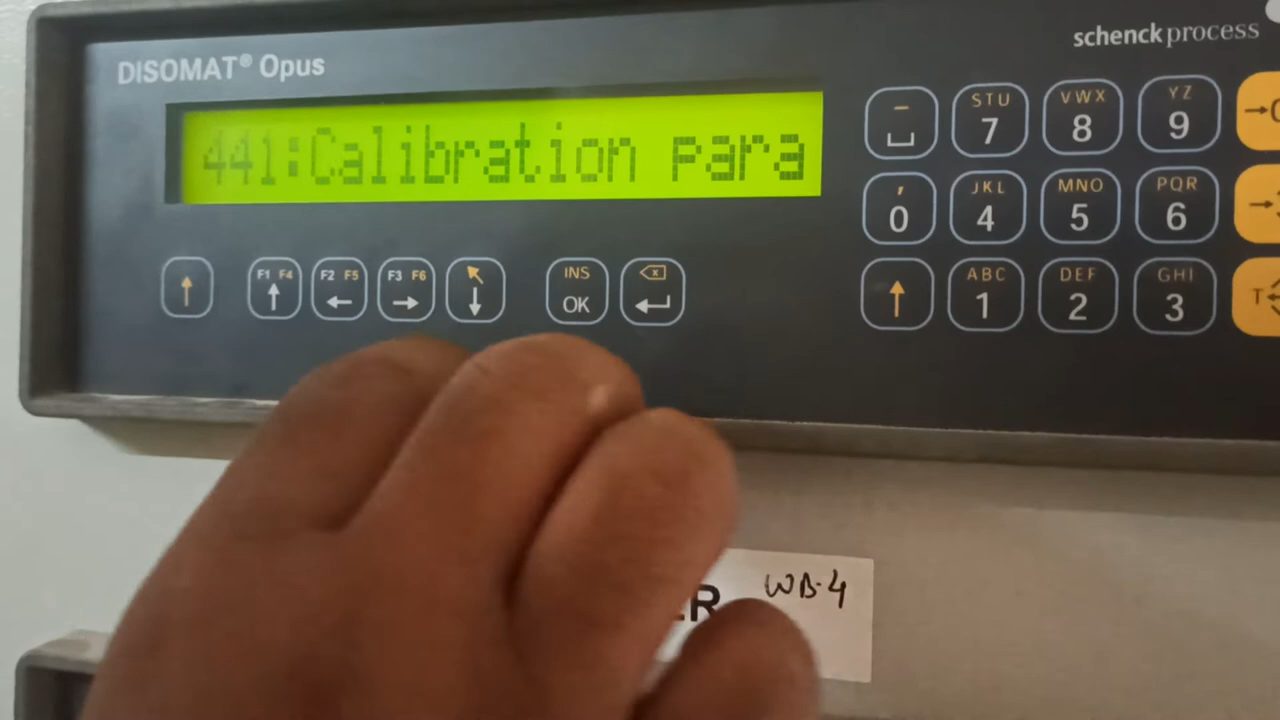 schenck process
DISOMAT® Opus
441:Calibration para
↑
F1 F4
↑
F2 F5
←
F3 F6
→
↖
↓
INS
OK
⌫
↵
–
␣
STU
7
VWX
8
YZ
9
→
,
0
JKL
4
MNO
5
PQR
6
→
↑
ABC
1
DEF
2
GHI
3
T
R
WB-4